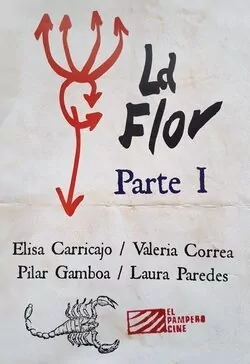 La
Flor
Parte I
Elisa Carricajo / Valeria Correa
Pilar Gamboa / Laura Paredes
EL
PAMPERO
CINE